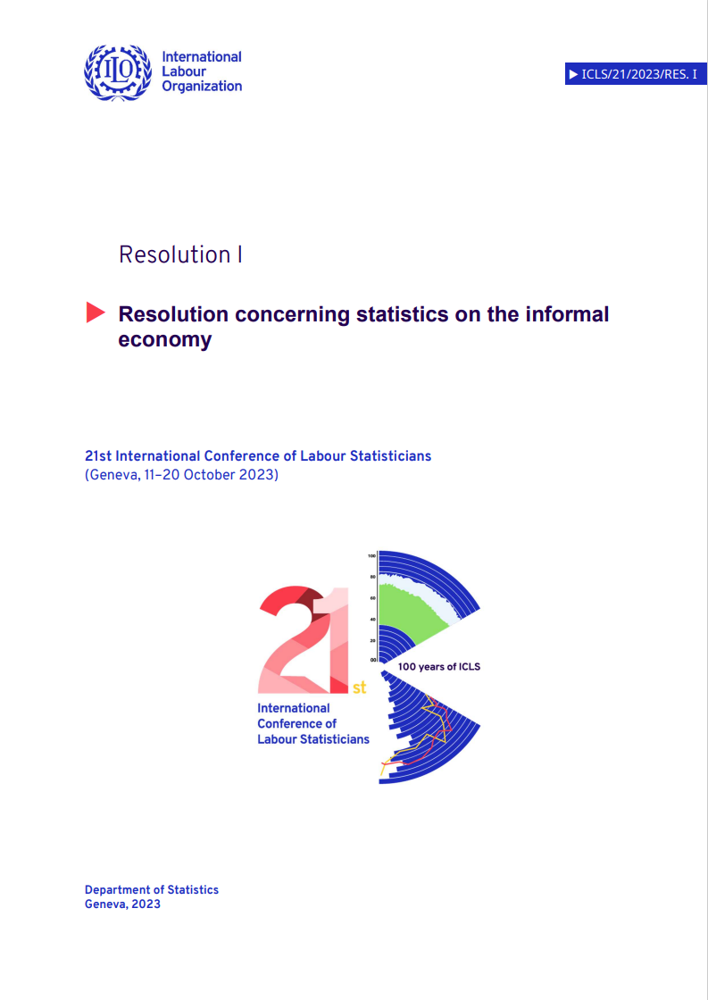 International
Labour
Organization
ILO
▶ ICLS/21/2023/RES. I
Resolution I
▶ Resolution concerning statistics on the informal
economy
21st International Conference of Labour Statisticians
(Geneva, 11–20 October 2023)
100
80
60
40
20
00
100 years of ICLS
21st
International
Conference of
Labour Statisticians
Department of Statistics
Geneva, 2023